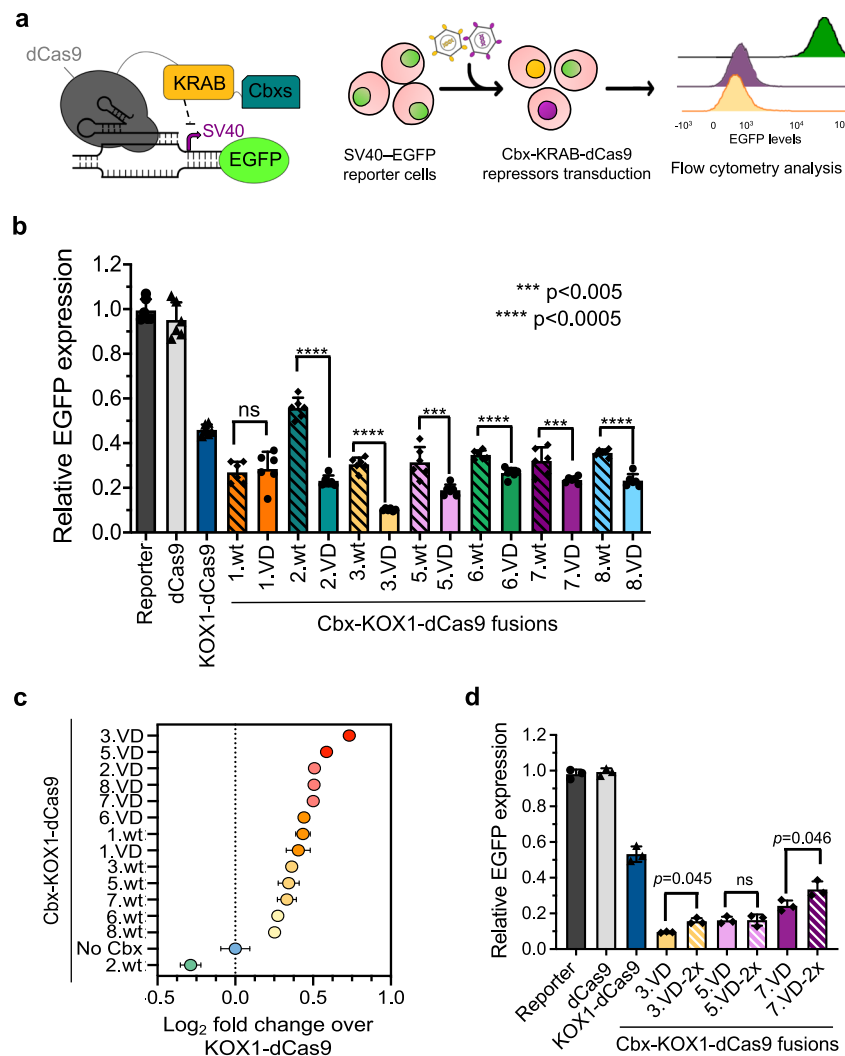 a
dCas9
KRAB
Cbxs
SV40
EGFP
SV40–EGFP
reporter cells
Cbx-KRAB-dCas9
repressors transduction
-10³ 0 10³ 10⁴ 10
EGFP levels
Flow cytometry analysis
b
Relative EGFP expression
1.2
1.0
0.8
0.6
0.4
0.2
0.0
*** p<0.005
**** p<0.0005
ns
****
****
***
****
***
****
Reporter
dCas9
KOX1-dCas9
1.wt
1.VD
2.wt
2.VD
3.wt
3.VD
5.wt
5.VD
6.wt
6.VD
7.wt
7.VD
8.wt
8.VD
Cbx-KOX1-dCas9 fusions
c
Cbx-KOX1-dCas9
3.VD
5.VD
2.VD
8.VD
7.VD
6.VD
1.wt
1.VD
3.wt
5.wt
7.wt
6.wt
8.wt
No Cbx
2.wt
-0.5 0.0 0.5 1.0
Log₂ fold change over
KOX1-dCas9
d
Relative EGFP expression
1.2
1.0
0.8
0.6
0.4
0.2
0
p=0.045
ns
p=0.046
Reporter
dCas9
KOX1-dCas9
3.VD
3.VD-2x
5.VD
5.VD-2x
7.VD
7.VD-2x
Cbx-KOX1-dCas9 fusions